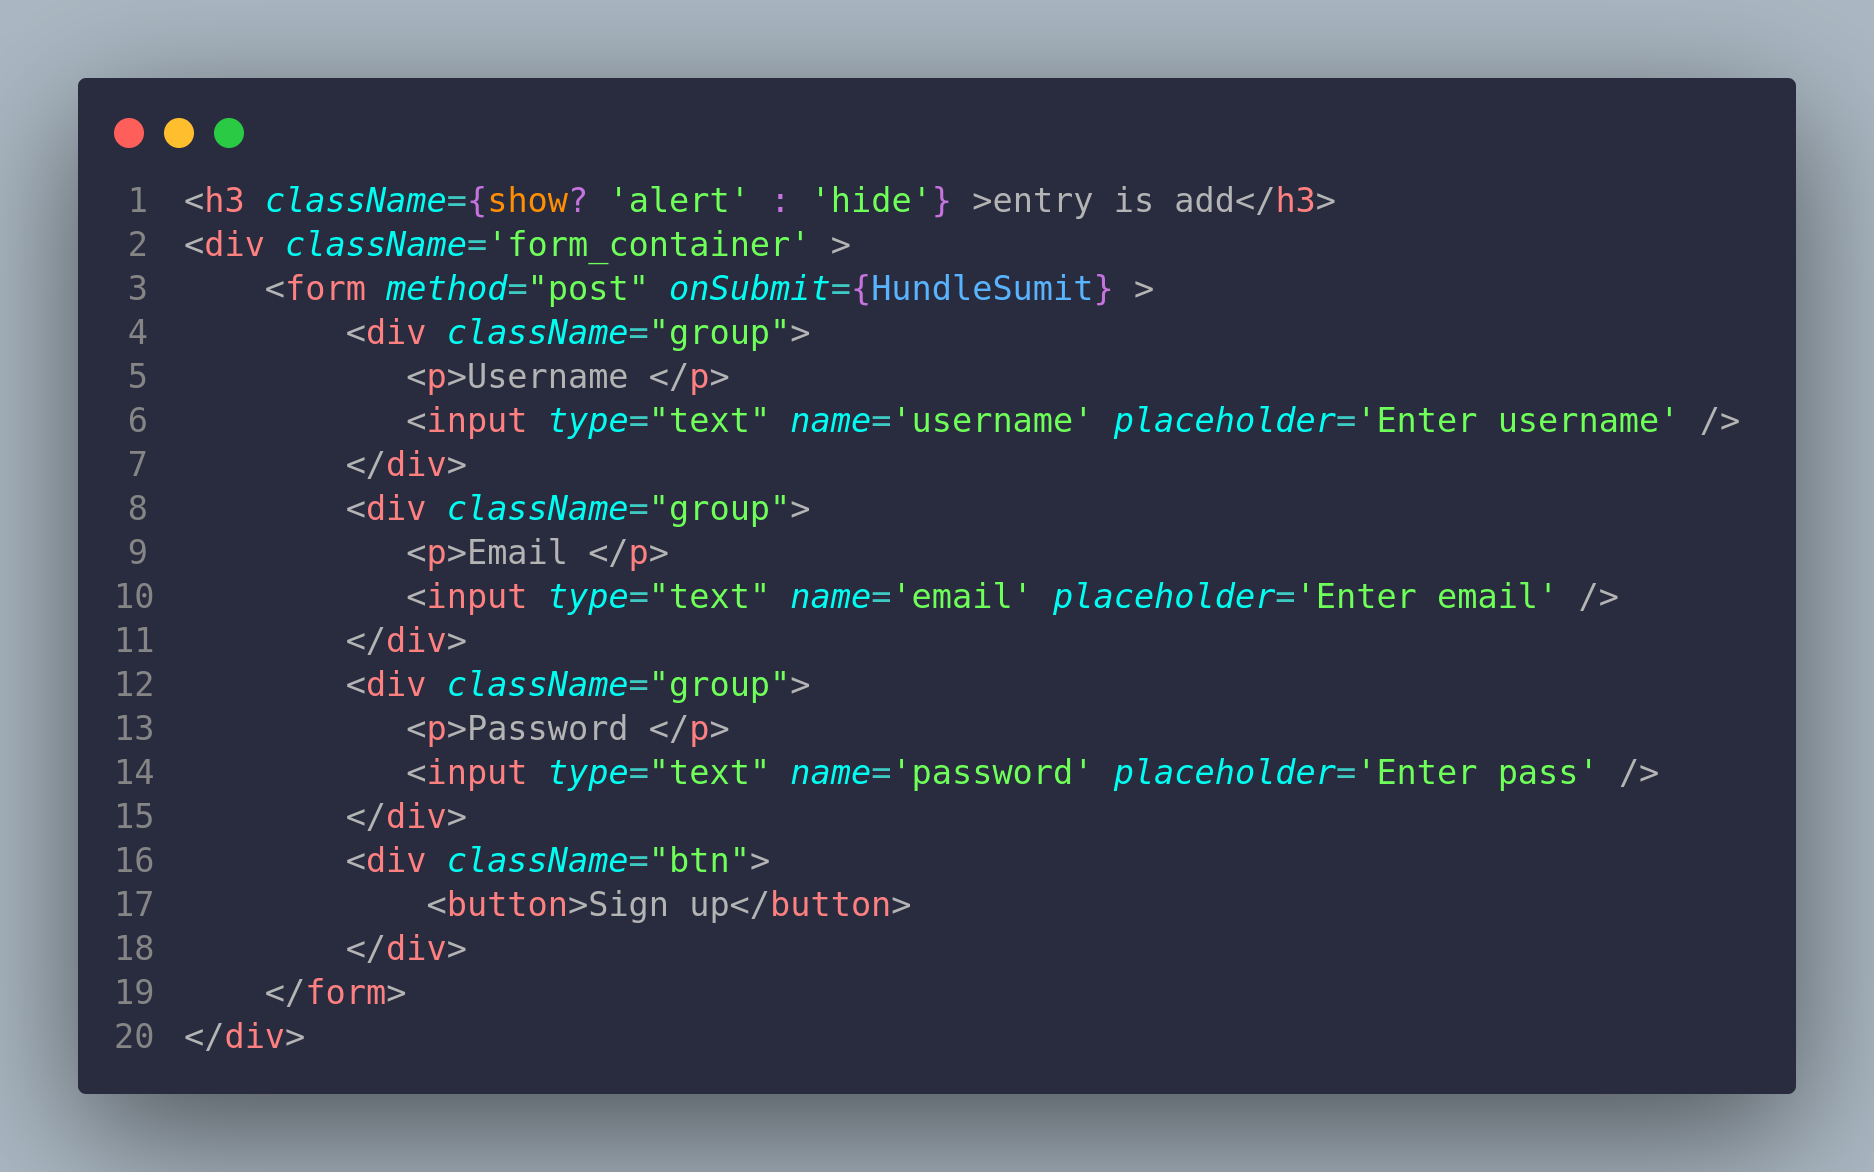 1 <h3 className={show? 'alert' : 'hide'} >entry is add</h3>
2 <div className='form_container' >
3     <form method="post" onSubmit={HundleSumit} >
4         <div className="group">
5            <p>Username </p>
6            <input type="text" name='username' placeholder='Enter username' />
7         </div>
8         <div className="group">
9            <p>Email </p>
10            <input type="text" name='email' placeholder='Enter email' />
11         </div>
12         <div className="group">
13            <p>Password </p>
14            <input type="text" name='password' placeholder='Enter pass' />
15         </div>
16         <div className="btn">
17             <button>Sign up</button>
18         </div>
19     </form>
20 </div>